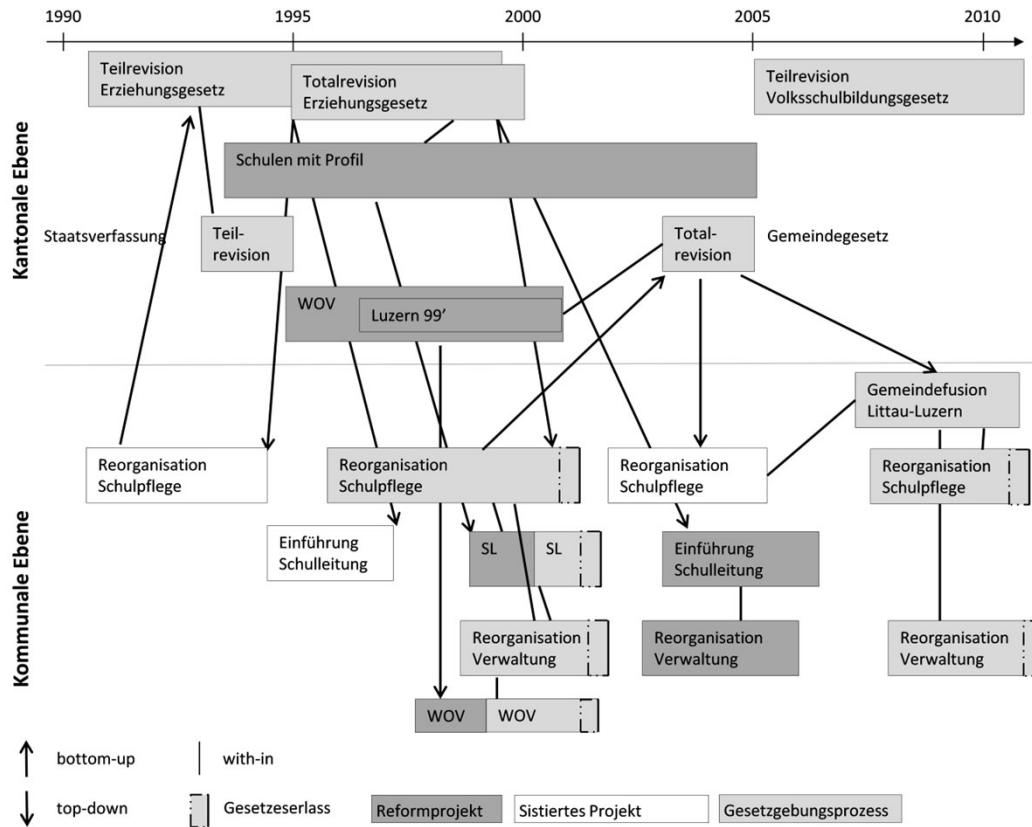 1990 1995 2000 2005 2010
Kantonale Ebene
Teilrevision
Erziehungsgesetz
Totalrevision
Erziehungsgesetz
Teilrevision
Volksschulbildungsgesetz
Schulen mit Profil
Staatsverfassung
Teil-
revision
Total-
revision
Gemeindegesetz
WOV
Luzern 99’
Kommunale Ebene
Gemeindefusion
Littau-Luzern
Reorganisation
Schulpflege
Reorganisation
Schulpflege
Reorganisation
Schulpflege
Reorganisation
Schulpflege
Einführung
Schulleitung
SL
SL
Einführung
Schulleitung
Reorganisation
Verwaltung
Reorganisation
Verwaltung
Reorganisation
Verwaltung
WOV
WOV
bottom-up
with-in
top-down
Gesetzeserlass
Reformprojekt
Sistiertes Projekt
Gesetzgebungsprozess